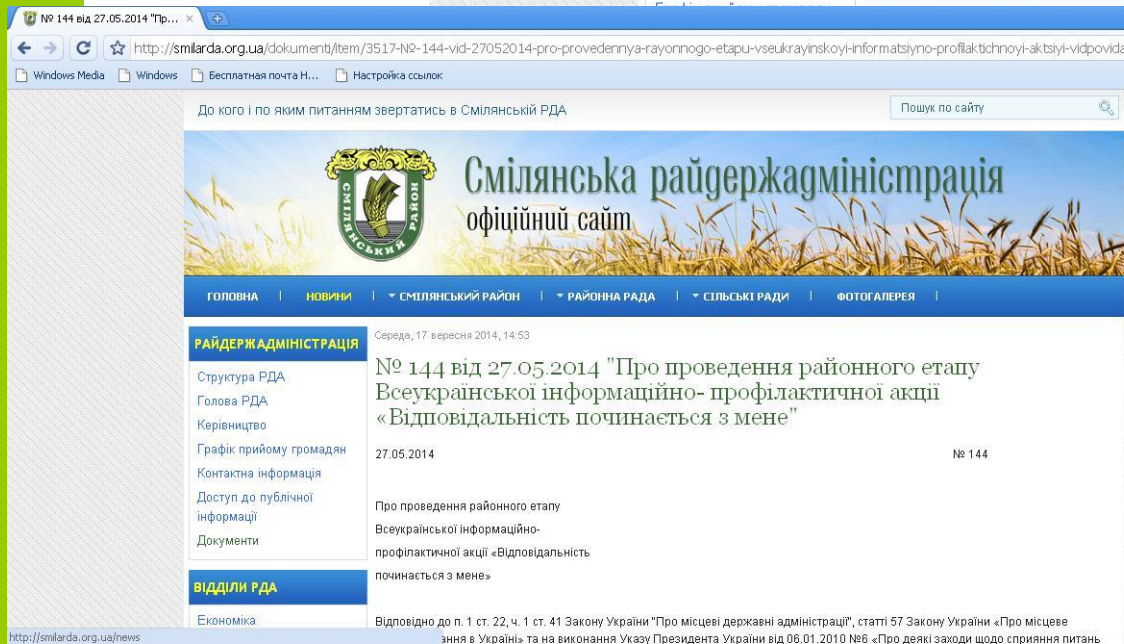 № 144 від 27.05.2014 "Пр...
http://smilarda.org.ua/dokumenti/item/3517-№-144-vid-27052014-pro-provedennya-rayonnogo-etapu-vseukrayinskoyi-informatsiyno-profilaktichnoyi-aktsiyi-vidpovida
Windows Media Windows Бесплатная почта H... Настройка ссылок
До кого і по яким питанням звертатись в Смілянській РДА
Пошук по сайту
СМІЛЯНСЬКИЙ РАЙОН
Смілянська райдержадміністрація
офіційний сайт
ГОЛОВНА | НОВИНИ | СМІЛЯНСЬКИЙ РАЙОН | РАЙОННА РАДА | СІЛЬСЬКІ РАДИ | ФОТОГАЛЕРЕЯ |
РАЙДЕРЖАДМІНІСТРАЦІЯ
Структура РДА
Голова РДА
Керівництво
Графік прийому громадян
Контактна інформація
Доступ до публічної
інформації
Документи
ВІДДІЛИ РДА
Економіка
Середа, 17 вересня 2014, 14:53
№ 144 від 27.05.2014 "Про проведення районного етапу
Всеукраїнської інформаційно- профілактичної акції
«Відповідальність починається з мене"
27.05.2014 № 144
Про проведення районного етапу
Всеукраїнської інформаційно-
профілактичної акції «Відповідальність
починається з мене»
Відповідно до п. 1 ст. 22, ч. 1 ст. 41 Закону України "Про місцеві державні адміністрації", статті 57 Закону України «Про місцеве
ання в Україні» та на виконання Указу Президента України від 06.01.2010 №6 «Про деякі заходи щодо сприяння питань
http://smilarda.org.ua/news